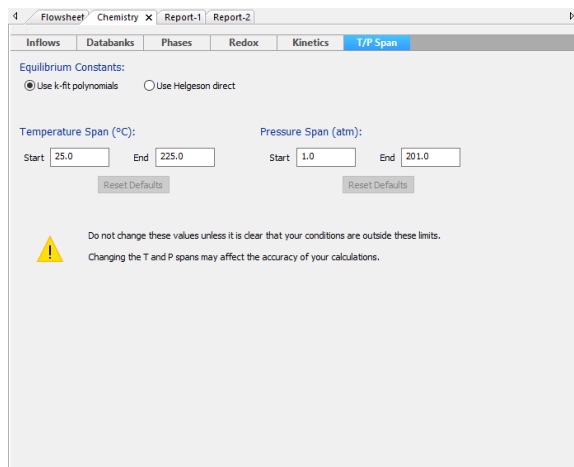 Flowsheet Chemistry Report-1 Report-2
Inflows Databanks Phases Redox Kinetics T/P Span
Equilibrium Constants:
Use k-fit polynomials Use Helgeson direct
Temperature Span (°C): Pressure Span (atm):
Start 25.0 End 225.0 Start 1.0 End 201.0
Reset Defaults Reset Defaults
Do not change these values unless it is clear that your conditions are outside these limits.
Changing the T and P spans may affect the accuracy of your calculations.